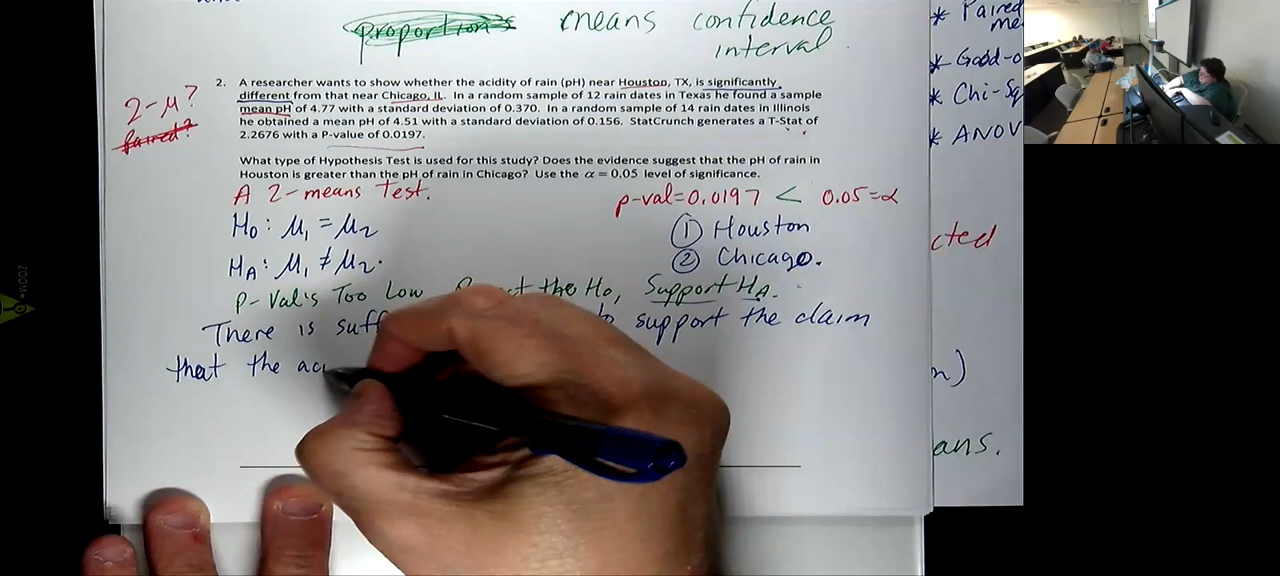 proportions means confidence
interval
* Paired
me
* Good-o
* Chi-Sq
* ANOV
2-μ?
Paired?
2. A researcher wants to show whether the acidity of rain (pH) near Houston, TX, is significantly
different from that near Chicago, IL. In a random sample of 12 rain dates in Texas he found a sample
mean pH of 4.77 with a standard deviation of 0.370. In a random sample of 14 rain dates in Illinois
he obtained a mean pH of 4.51 with a standard deviation of 0.156. StatCrunch generates a T-Stat of
2.2676 with a P-value of 0.0197.
What type of Hypothesis Test is used for this study? Does the evidence suggest that the pH of rain in
Houston is greater than the pH of rain in Chicago? Use the α = 0.05 level of significance.
A 2-means Test.
p-val=0.0197 < 0.05=α
H0: μ1 = μ2
① Houston
HA: μ1 ≠ μ2.
② Chicago.
P-Val's Too Low the Ho, Support HA.
There is suff to support the claim
that the ac
cted
n)
ans.
ZOOM